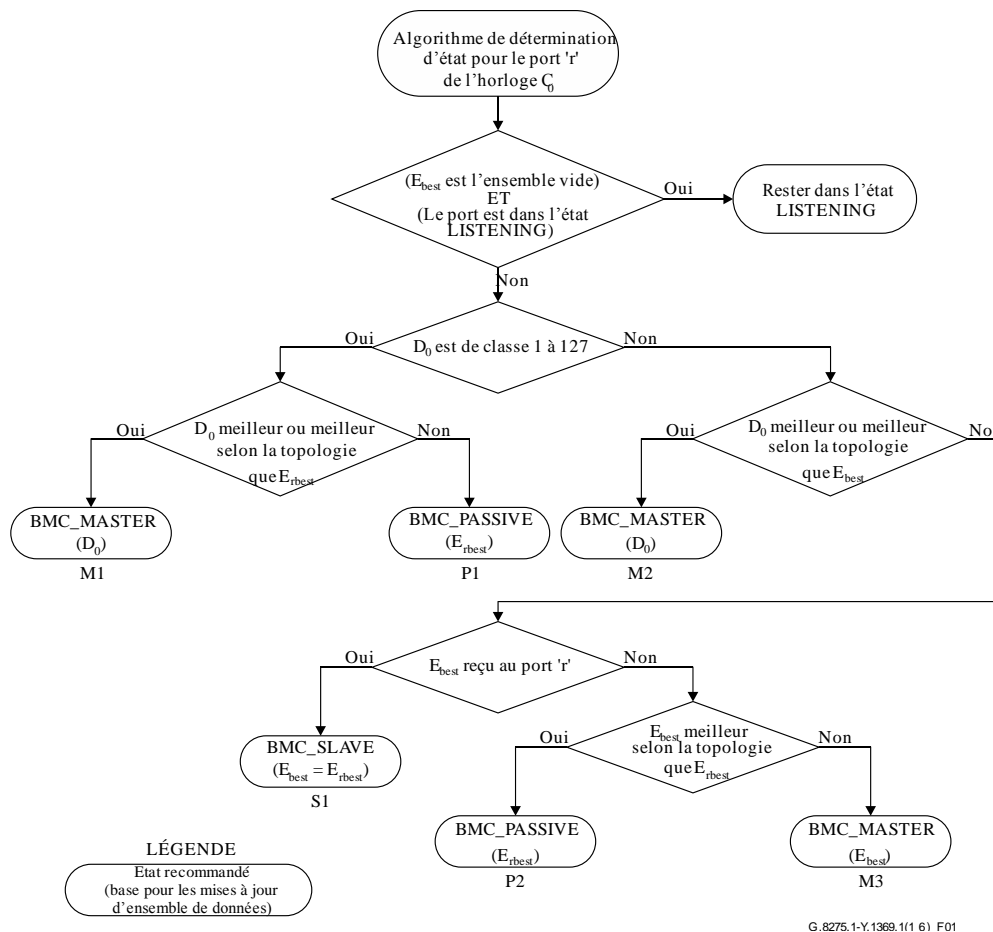 Algorithme de détermination
d'état pour le port 'r'
de l'horloge C0
(Ebest est l'ensemble vide)
ET
(Le port est dans l'état
LISTENING)
Oui
Rester dans l'état
LISTENING
Non
Oui
D0 est de classe 1 à 127
Non
Oui
D0 meilleur ou meilleur
selon la topologie
que Erbest
Non
Oui
D0 meilleur ou meilleur
selon la topologie
que Ebest
No
BMC_MASTER
(D0)
M1
BMC_PASSIVE
(Erbest)
P1
BMC_MASTER
(D0)
M2
Oui
Ebest reçu au port 'r'
Non
BMC_SLAVE
(Ebest = Erbest)
S1
Oui
Ebest meilleur
selon la topologie
que Erbest
Non
BMC_PASSIVE
(Erbest)
P2
BMC_MASTER
(Ebest)
M3
LÉGENDE
Etat recommandé
(base pour les mises à jour
d'ensemble de données)
G.8275.1-Y.1369.1(16)_F01